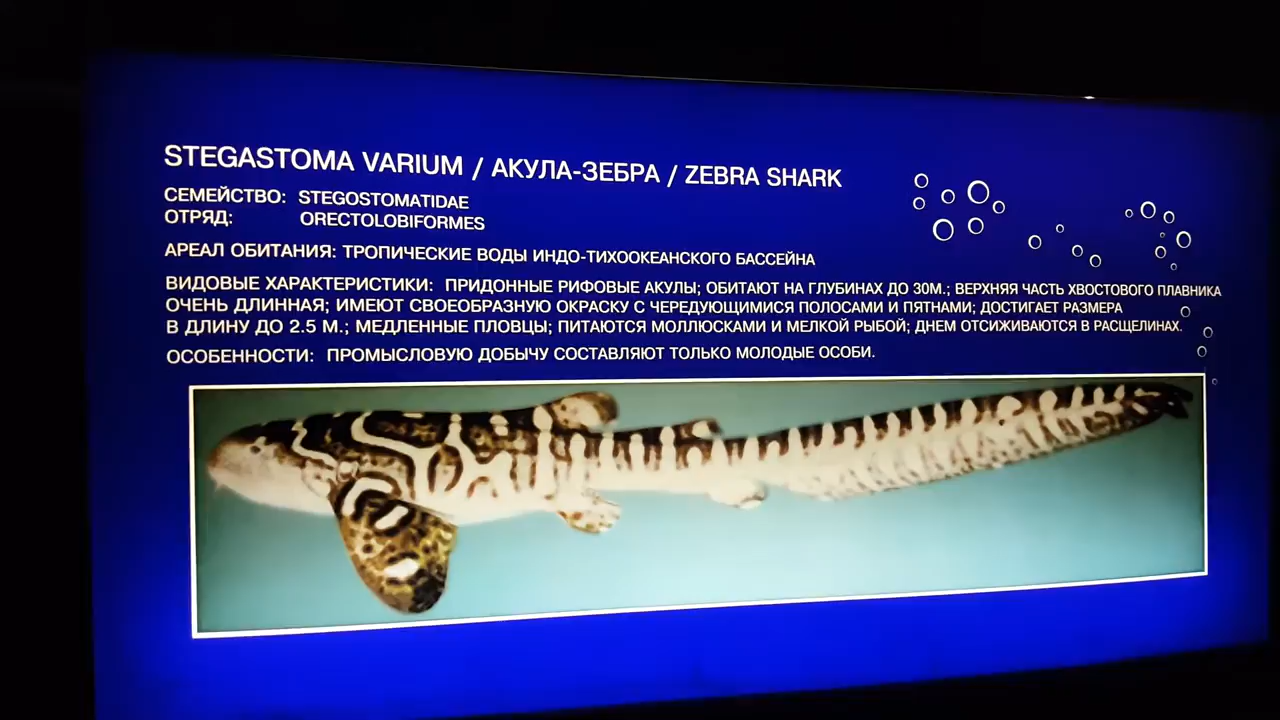 STEGASTOMA VARIUM / АКУЛА-ЗЕБРА / ZEBRA SHARK
СЕМЕЙСТВО: STEGOSTOMATIDAE
ОТРЯД: ORECTOLOBIFORMES
АРЕАЛ ОБИТАНИЯ: ТРОПИЧЕСКИЕ ВОДЫ ИНДО-ТИХООКЕАНСКОГО БАССЕЙНА
ВИДОВЫЕ ХАРАКТЕРИСТИКИ: ПРИДОННЫЕ РИФОВЫЕ АКУЛЫ; ОБИТАЮТ НА ГЛУБИНАХ ДО 30М.; ВЕРХНЯЯ ЧАСТЬ ХВОСТОВОГО ПЛАВНИКА
ОЧЕНЬ ДЛИННАЯ; ИМЕЮТ СВОЕОБРАЗНУЮ ОКРАСКУ С ЧЕРЕДУЮЩИМИСЯ ПОЛОСАМИ И ПЯТНАМИ; ДОСТИГАЕТ РАЗМЕРА
В ДЛИНУ ДО 2.5 М.; МЕДЛЕННЫЕ ПЛОВЦЫ; ПИТАЮТСЯ МОЛЛЮСКАМИ И МЕЛКОЙ РЫБОЙ; ДНЕМ ОТСИЖИВАЮТСЯ В РАСЩЕЛИНАХ.
ОСОБЕННОСТИ: ПРОМЫСЛОВУЮ ДОБЫЧУ СОСТАВЛЯЮТ ТОЛЬКО МОЛОДЫЕ ОСОБИ.